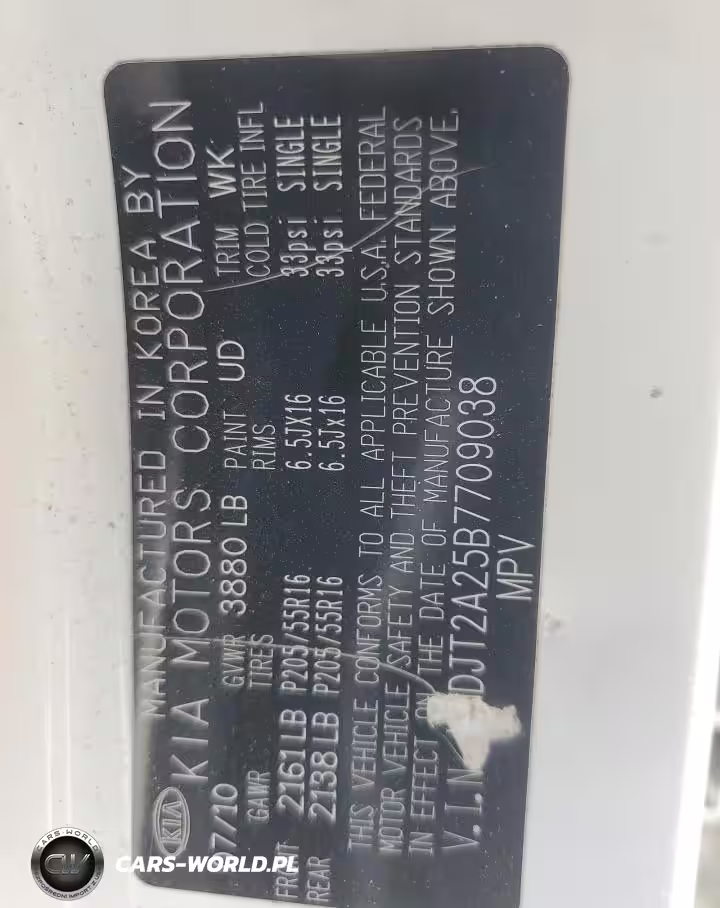 MANUFACTURED IN KOREA BY
KIA KIA MOTORS CORPORATION
7/10 GVWR 3880 LB PAINT UD TRIM WK
GAWR TIRES RIMS COLD TIRE INFL
FRONT 2161LB P205/55R16 6.5JX16 33psi SINGLE
REAR 2138LB P205/55R16 6.5Jx16 33psi SINGLE
THIS VEHICLE CONFORMS TO ALL APPLICABLE U.S.A. FEDERAL
MOTOR VEHICLE SAFETY AND THEFT PREVENTION STANDARDS
IN EFFECT THE DATE OF MANUFACTURE SHOWN ABOVE.
V.I.N DJT2A25B7709038
MPV
CARS-WORLD
CW
CARS-WORLD.PL